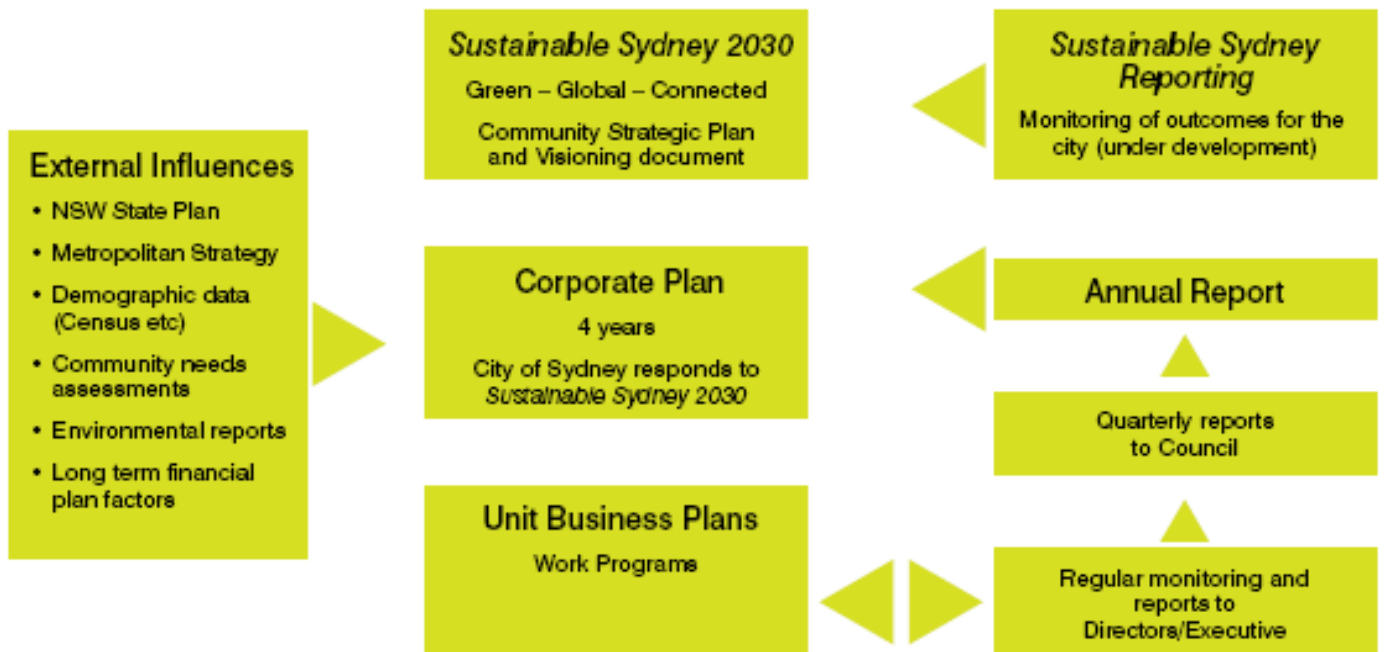 External Influences
• NSW State Plan
• Metropolitan Strategy
• Demographic data
(Census etc)
• Community needs
assessments
• Environmental reports
• Long term financial
plan factors
Sustainable Sydney 2030
Green – Global – Connected
Community Strategic Plan
and Visioning document
Corporate Plan
4 years
City of Sydney responds to
Sustainable Sydney 2030
Unit Business Plans
Work Programs
Sustainable Sydney
Reporting
Monitoring of outcomes for the
city (under development)
Annual Report
Quarterly reports
to Council
Regular monitoring and
reports to
Directors/Executive